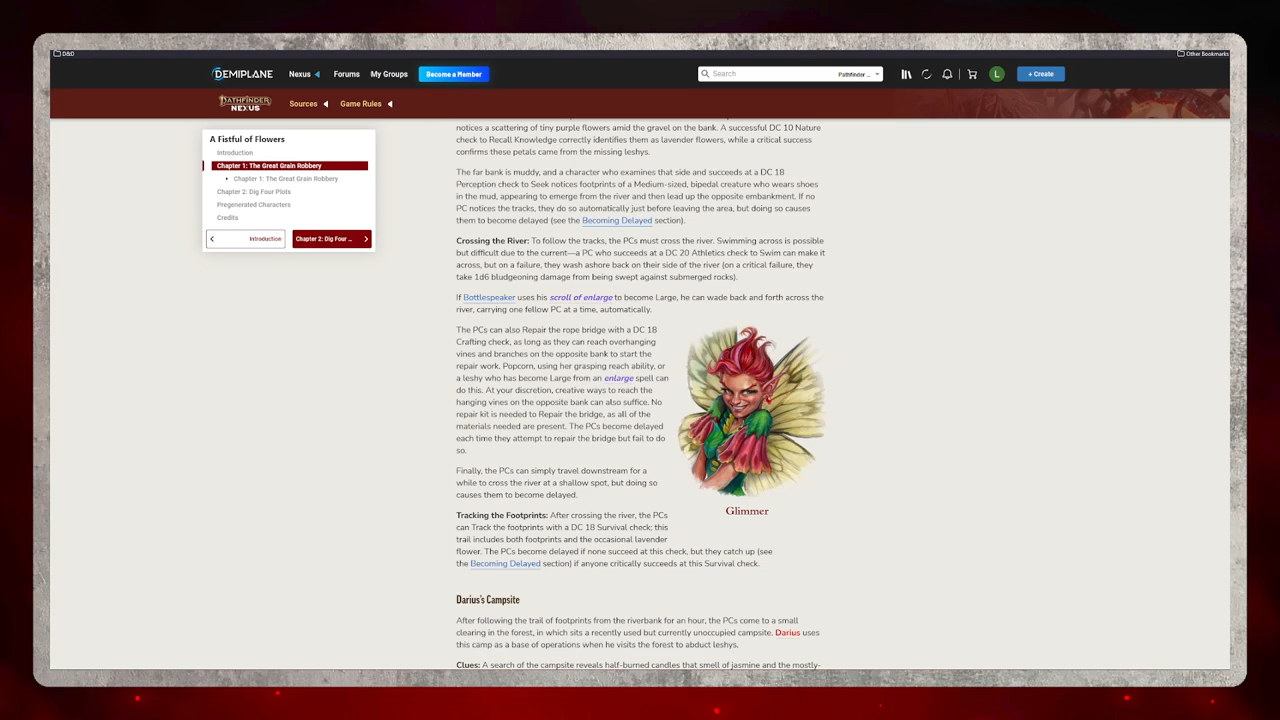 D&D
Other Bookmarks
DEMIPLANE
Nexus
Forums
My Groups
Become a Member
Search
Pathfinder ...
L
+ Create
PATHFINDER
NEXUS
Sources
Game Rules
A Fistful of Flowers
Introduction
Chapter 1: The Great Grain Robbery
Chapter 1: The Great Grain Robbery
Chapter 2: Dig Four Plots
Pregenerated Characters
Credits
Introduction
Chapter 2: Dig Four ...
notices a scattering of tiny purple flowers amid the gravel on the bank. A successful DC 10 Nature
check to Recall Knowledge correctly identifies them as lavender flowers, while a critical success
confirms these petals came from the missing leshys.
The far bank is muddy, and a character who examines that side and succeeds at a DC 18
Perception check to Seek notices footprints of a Medium-sized, bipedal creature who wears shoes
in the mud, appearing to emerge from the river and then lead up the opposite embankment. If no
PC notices the tracks, they do so automatically just before leaving the area, but doing so causes
them to become delayed (see the Becoming Delayed section).
Crossing the River: To follow the tracks, the PCs must cross the river. Swimming across is possible
but difficult due to the current—a PC who succeeds at a DC 20 Athletics check to Swim can make it
across, but on a failure, they wash ashore back on their side of the river (on a critical failure, they
take 1d6 bludgeoning damage from being swept against submerged rocks).
If Bottlespeaker uses his scroll of enlarge to become Large, he can wade back and forth across the
river, carrying one fellow PC at a time, automatically.
The PCs can also Repair the rope bridge with a DC 18
Crafting check, as long as they can reach overhanging
vines and branches on the opposite bank to start the
repair work. Popcorn, using her grasping reach ability, or
a leshy who has become Large from an enlarge spell can
do this. At your discretion, creative ways to reach the
hanging vines on the opposite bank can also suffice. No
repair kit is needed to Repair the bridge, as all of the
materials needed are present. The PCs become delayed
each time they attempt to repair the bridge but fail to do
so.
Finally, the PCs can simply travel downstream for a
while to cross the river at a shallow spot, but doing so
causes them to become delayed.
Glimmer
Tracking the Footprints: After crossing the river, the PCs
can Track the footprints with a DC 18 Survival check; this
trail includes both footprints and the occasional lavender
flower. The PCs become delayed if none succeed at this check, but they catch up (see
the Becoming Delayed section) if anyone critically succeeds at this Survival check.
Darius's Campsite
After following the trail of footprints from the riverbank for an hour, the PCs come to a small
clearing in the forest, in which sits a recently used but currently unoccupied campsite. Darius uses
this camp as a base of operations when he visits the forest to abduct leshys.
Clues: A search of the campsite reveals half-burned candles that smell of jasmine and the mostly-